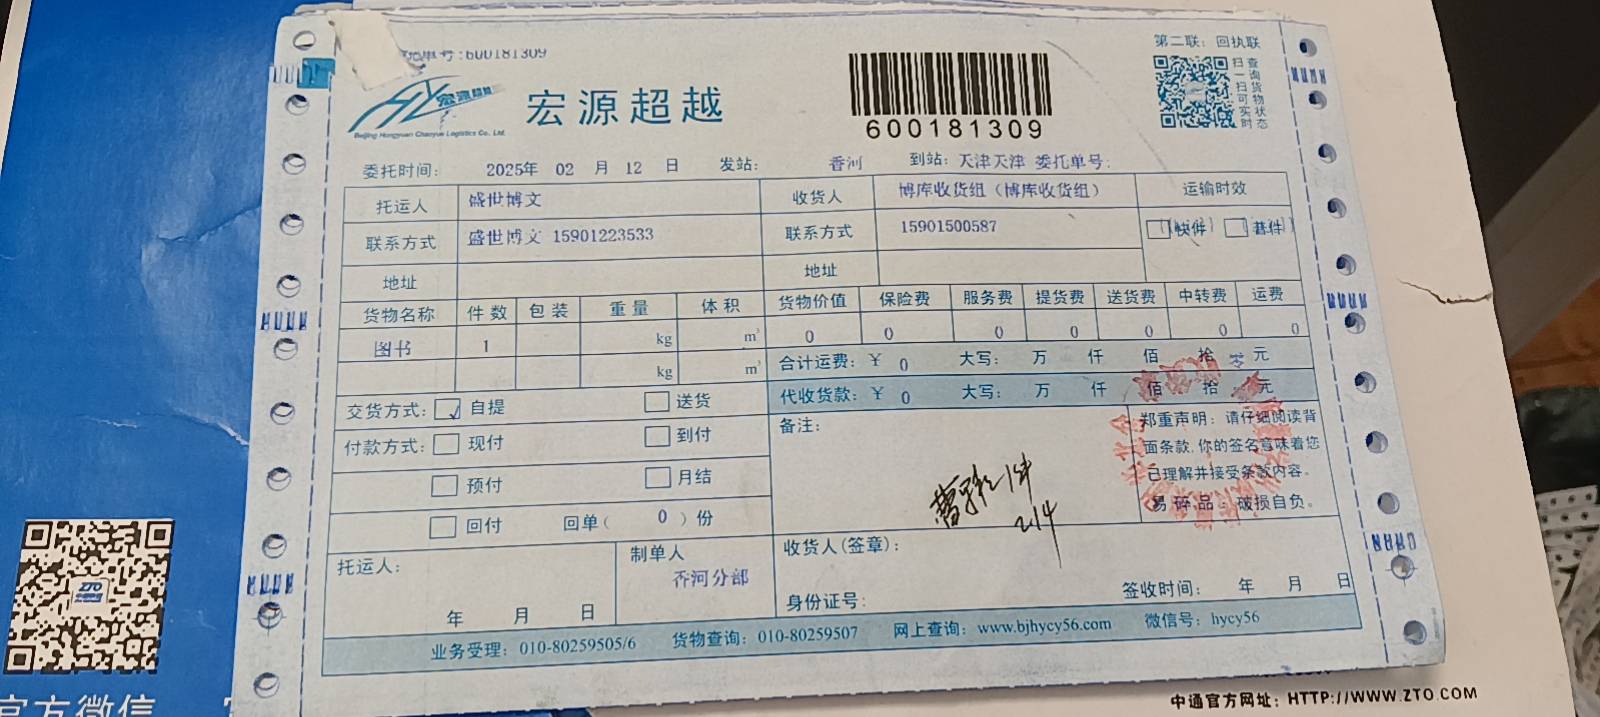 单号:600181309
第二联: 回执联
扫一扫可实时
查询货物状态
宏源超越
Beijing Hongyuan Chaoyue Logistics Co., Ltd.
宏源超越
600181309
委托时间: 2025年 02 月 12 日 发站: 香河 到站: 天津天津 委托单号:
托运人 盛世博文 收货人 博库收货组（博库收货组） 运输时效
联系方式 盛世博文 15901223533 联系方式 15901500587 快件 普件
地址 地址
货物名称 件数 包装 重量 体积 货物价值 保险费 服务费 提货费 送货费 中转费 运费
图书 1 kg m³ 0 0 0 0 0 0 0
kg m³ 合计运费: ¥ 0 大写: 万 仟 佰 拾 零 元
代收货款: ¥ 0 大写: 万 仟 佰 拾 元
交货方式: 自提 送货
付款方式: 现付 到付
预付 月结
回付 回单( 0 )份
备注:
2.14
郑重声明: 请仔细阅读背
面条款,你的签名意味着您
已理解并接受条款内容。
易碎品: 破损自负。
托运人:
年 月 日
制单人
香河分部
收货人(签章):
身份证号: 签收时间: 年 月 日
业务受理: 010-80259505/6 货物查询: 010-80259507 网上查询: www.bjhycy56.com 微信号: hycy56
ZTO
官方微信
中通官方网址: HTTP://WWW.ZTO.COM